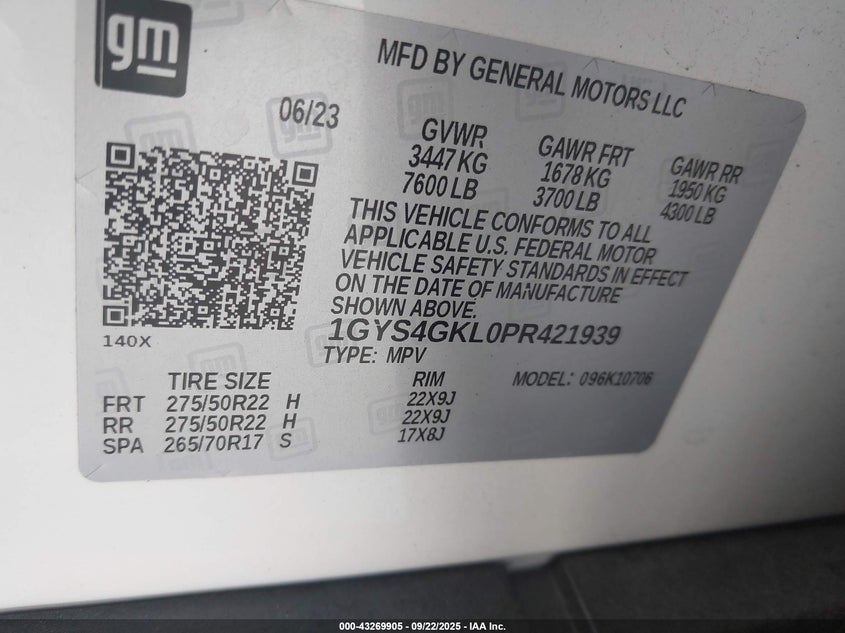 gm
MFD BY GENERAL MOTORS LLC
06/23
GVWR
3447 KG
7600 LB
GAWR FRT
1678 KG
3700 LB
GAWR RR
1950 KG
4300 LB
THIS VEHICLE CONFORMS TO ALL
APPLICABLE U.S. FEDERAL MOTOR
VEHICLE SAFETY STANDARDS IN EFFECT
ON THE DATE OF MANUFACTURE
SHOWN ABOVE.
140X
1GYS4GKL0PR421939
TYPE: MPV
TIRE SIZE RIM MODEL: 096K10706
FRT 275/50R22 H 22X9J
RR 275/50R22 H 22X9J
SPA 265/70R17 S 17X8J
000-43269905 - 09/22/2025 - IAA Inc.